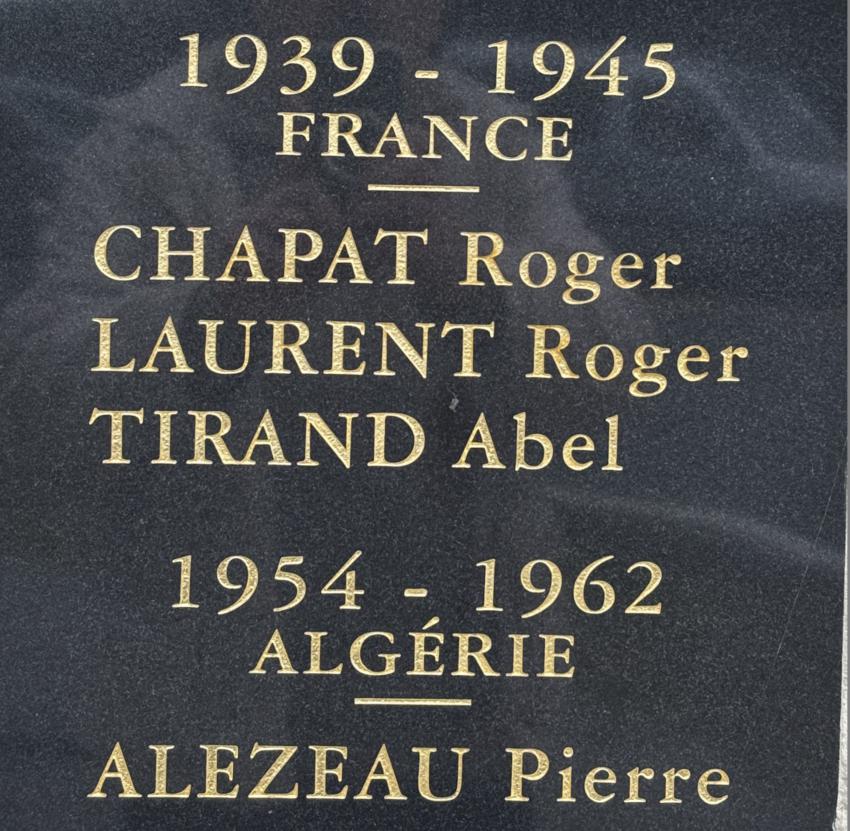 1939 - 1945
FRANCE
CHAPAT Roger
LAURENT Roger
TIRAND Abel
1954 - 1962
ALGÉRIE
ALEZEAU Pierre